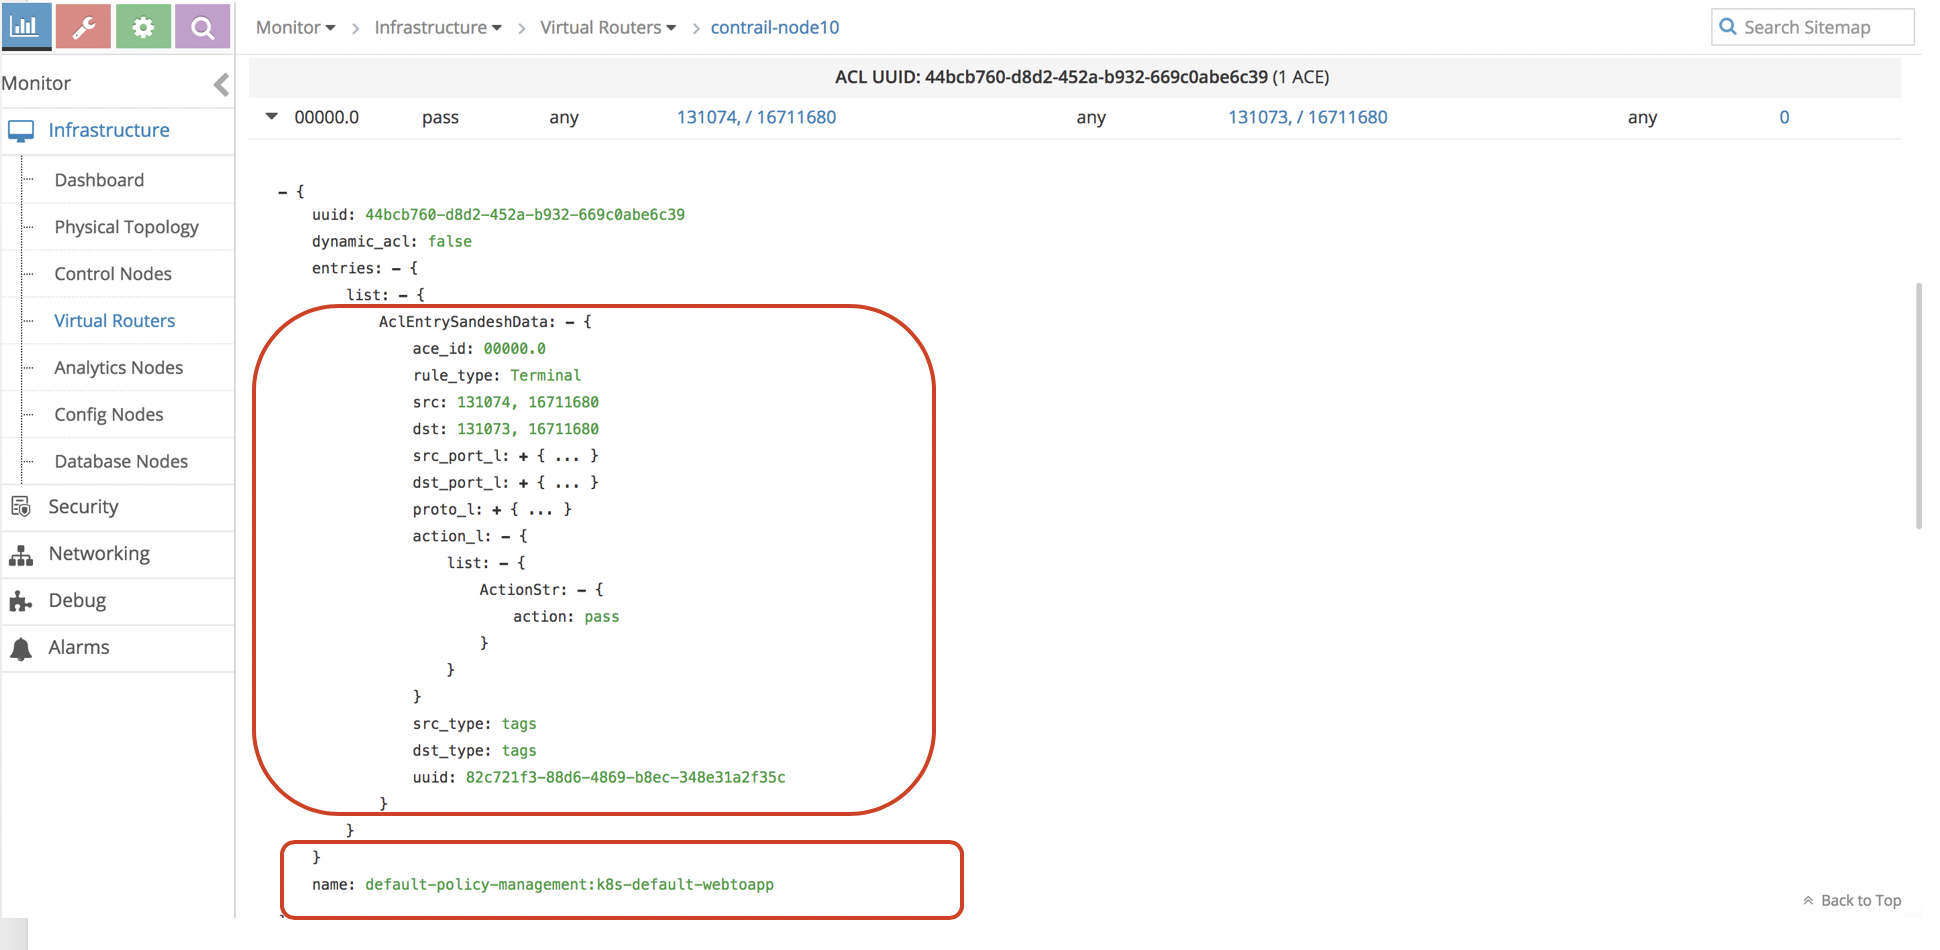 Monitor > Infrastructure > Virtual Routers > contrail-node10
Search Sitemap
Monitor
Infrastructure
Dashboard
Physical Topology
Control Nodes
Virtual Routers
Analytics Nodes
Config Nodes
Database Nodes
Security
Networking
Debug
Alarms
ACL UUID: 44bcb760-d8d2-452a-b932-669c0abe6c39 (1 ACE)
00000.0 pass any 131074, / 16711680 any 131073, / 16711680 any 0
- {
uuid: 44bcb760-d8d2-452a-b932-669c0abe6c39
dynamic_acl: false
entries: - {
list: - {
AclEntrySandeshData: - {
ace_id: 00000.0
rule_type: Terminal
src: 131074, 16711680
dst: 131073, 16711680
src_port_l: + { ... }
dst_port_l: + { ... }
proto_l: + { ... }
action_l: - {
list: - {
ActionStr: - {
action: pass
}
}
}
src_type: tags
dst_type: tags
uuid: 82c721f3-88d6-4869-b8ec-348e31a2f35c
}
}
}
name: default-policy-management:k8s-default-webtoapp
Back to Top